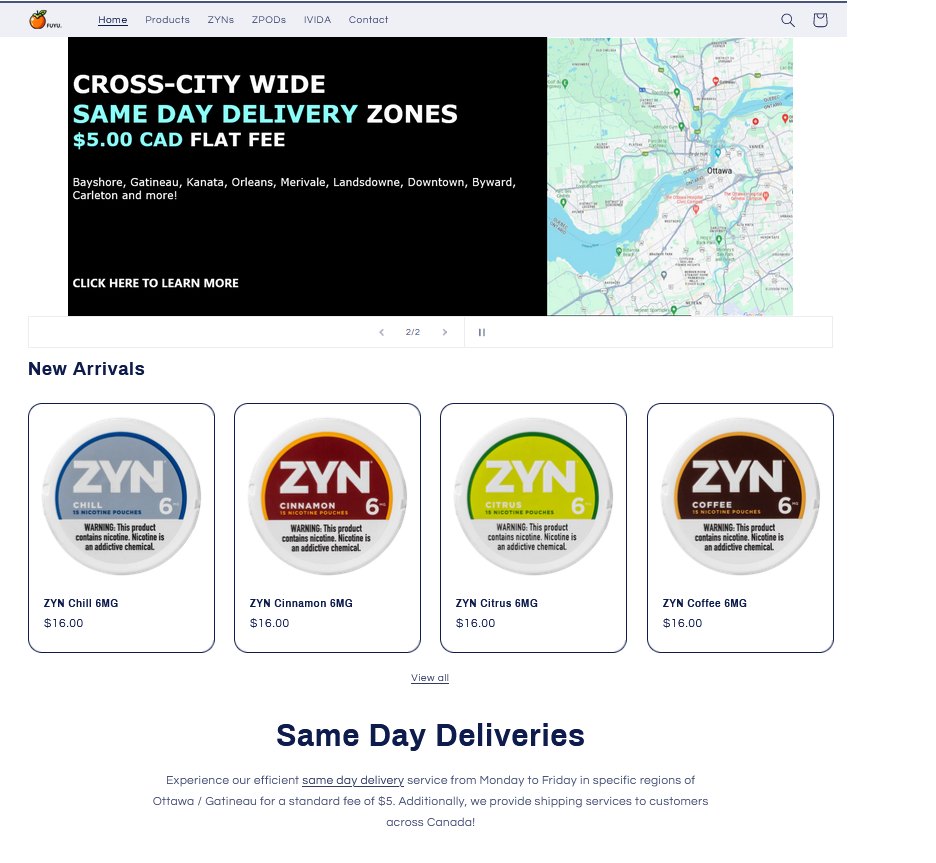 FUYU.
Home Products ZYNs ZPODs IVIDA Contact
CROSS-CITY WIDE
SAME DAY DELIVERY ZONES
$5.00 CAD FLAT FEE
Bayshore, Gatineau, Kanata, Orleans, Merivale, Landsdowne, Downtown, Byward,
Carleton and more!
CLICK HERE TO LEARN MORE
Ottawa
2/2
New Arrivals
ZYN
CHILL
15 NICOTINE POUCHES
6 MG
WARNING: This product
contains nicotine. Nicotine is
an addictive chemical.
ZYN
CINNAMON
15 NICOTINE POUCHES
6 MG
WARNING: This product
contains nicotine. Nicotine is
an addictive chemical.
ZYN
CITRUS
15 NICOTINE POUCHES
6 MG
WARNING: This product
contains nicotine. Nicotine is
an addictive chemical.
ZYN
COFFEE
15 NICOTINE POUCHES
6 MG
WARNING: This product
contains nicotine. Nicotine is
an addictive chemical.
ZYN Chill 6MG
$16.00
ZYN Cinnamon 6MG
$16.00
ZYN Citrus 6MG
$16.00
ZYN Coffee 6MG
$16.00
View all
Same Day Deliveries
Experience our efficient same day delivery service from Monday to Friday in specific regions of
Ottawa / Gatineau for a standard fee of $5. Additionally, we provide shipping services to customers
across Canada!